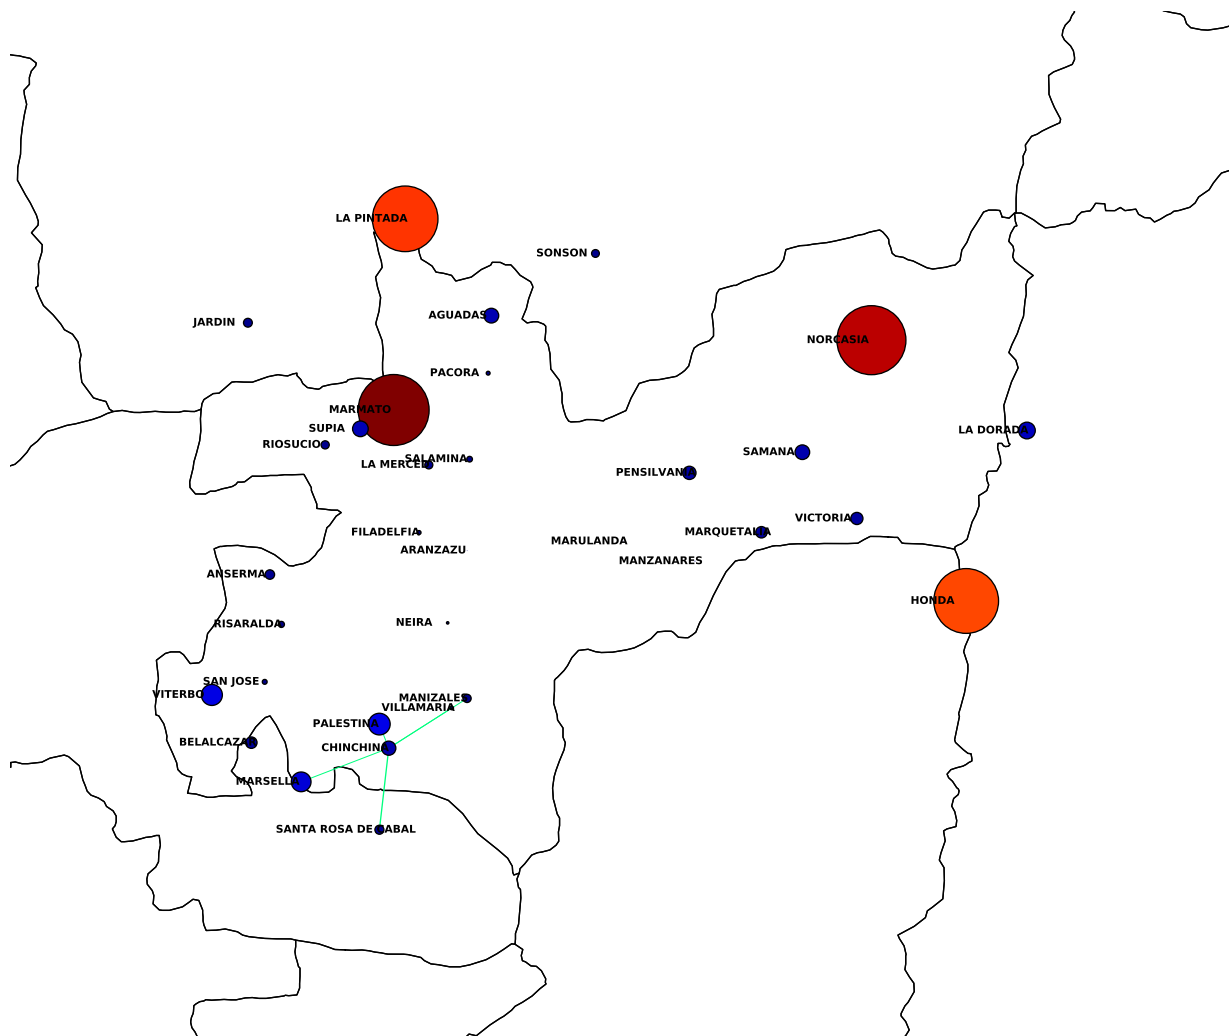 LA PINTADA
SONSON
AGUADAS
JARDIN
NORCASIA
PACORA
MARMATO
SUPIA
LA DORADA
RIOSUCIO
SAMANA
SALAMINA
LA MERCED
PENSILVANIA
VICTORIA
FILADELFIA
MARQUETALIA
MARULANDA
ARANZAZU
MANZANARES
ANSERMA
HONDA
NEIRA
RISARALDA
SAN JOSE
VITERBO
MANIZALES
VILLAMARIA
PALESTINA
BELALCAZAR
CHINCHINA
MARSELLA
SANTA ROSA DE CABAL